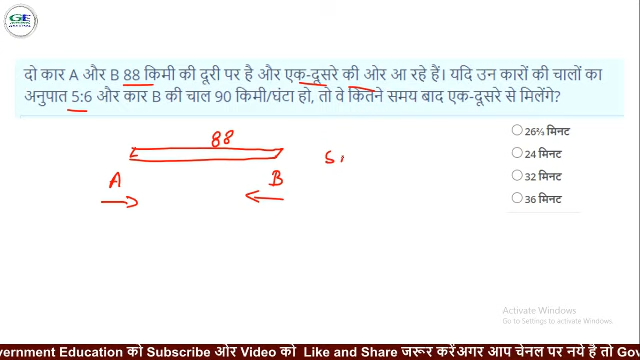 GE
दो कार A और B 88 किमी की दूरी पर है और एक-दूसरे की ओर आ रहे हैं। यदि उन कारों की चालों का
अनुपात 5:6 और कार B की चाल 90 किमी/घंटा हो, तो वे कितने समय बाद एक-दूसरे से मिलेंगे?
26⅔ मिनट
24 मिनट
32 मिनट
36 मिनट
88
A
B
Activate Windows
Go to Settings to activate Windows.
vernment Education को Subscribe ओर Video को Like and Share जरूर करेंअगर आप चेनल पर नये है तो Gov